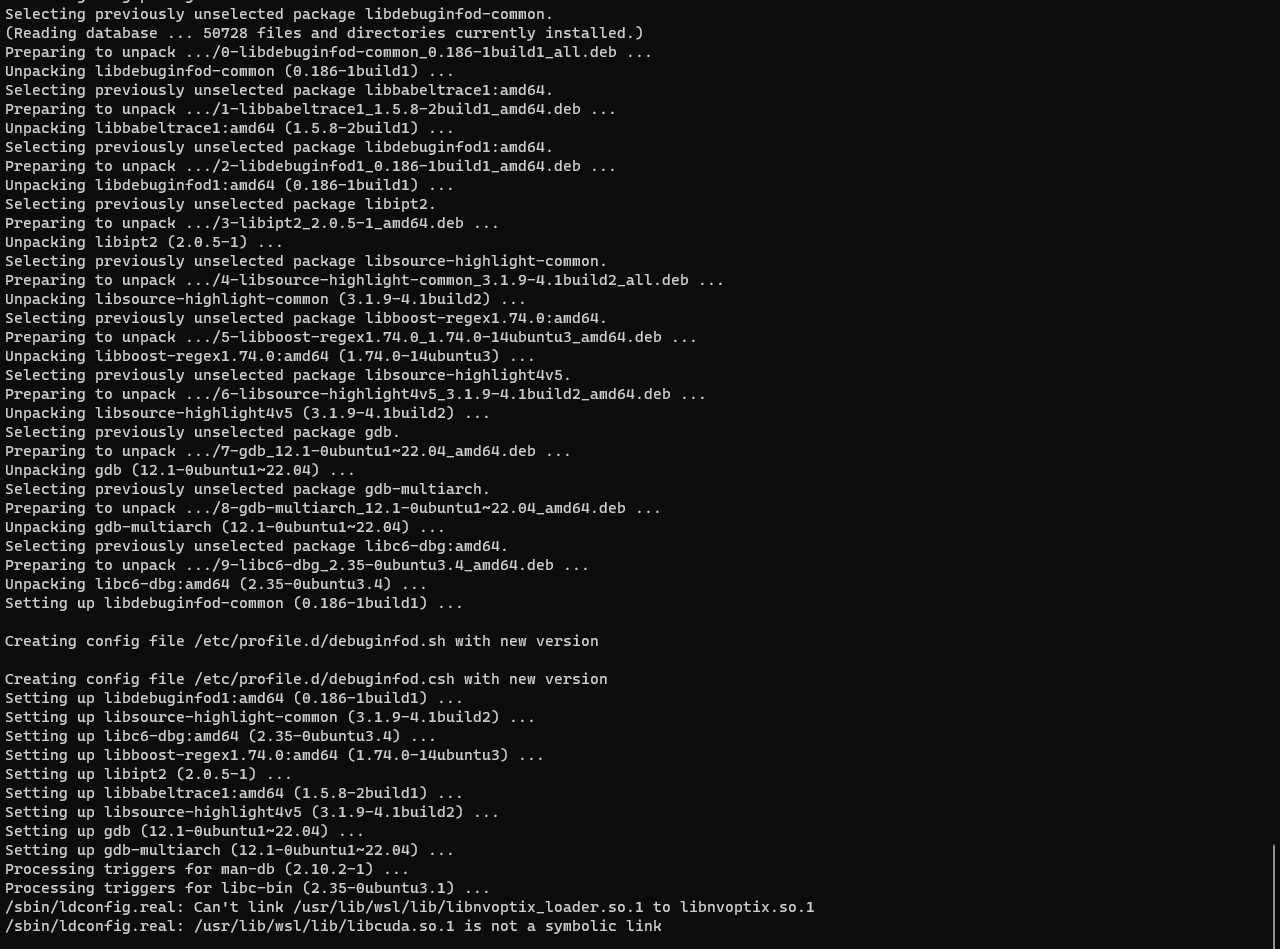 Selecting previously unselected package libdebuginfod-common.
(Reading database ... 50728 files and directories currently installed.)
Preparing to unpack .../0-libdebuginfod-common_0.186-1build1_all.deb ...
Unpacking libdebuginfod-common (0.186-1build1) ...
Selecting previously unselected package libbabeltrace1:amd64.
Preparing to unpack .../1-libbabeltrace1_1.5.8-2build1_amd64.deb ...
Unpacking libbabeltrace1:amd64 (1.5.8-2build1) ...
Selecting previously unselected package libdebuginfod1:amd64.
Preparing to unpack .../2-libdebuginfod1_0.186-1build1_amd64.deb ...
Unpacking libdebuginfod1:amd64 (0.186-1build1) ...
Selecting previously unselected package libipt2.
Preparing to unpack .../3-libipt2_2.0.5-1_amd64.deb ...
Unpacking libipt2 (2.0.5-1) ...
Selecting previously unselected package libsource-highlight-common.
Preparing to unpack .../4-libsource-highlight-common_3.1.9-4.1build2_all.deb ...
Unpacking libsource-highlight-common (3.1.9-4.1build2) ...
Selecting previously unselected package libboost-regex1.74.0:amd64.
Preparing to unpack .../5-libboost-regex1.74.0_1.74.0-14ubuntu3_amd64.deb ...
Unpacking libboost-regex1.74.0:amd64 (1.74.0-14ubuntu3) ...
Selecting previously unselected package libsource-highlight4v5.
Preparing to unpack .../6-libsource-highlight4v5_3.1.9-4.1build2_amd64.deb ...
Unpacking libsource-highlight4v5 (3.1.9-4.1build2) ...
Selecting previously unselected package gdb.
Preparing to unpack .../7-gdb_12.1-0ubuntu1~22.04_amd64.deb ...
Unpacking gdb (12.1-0ubuntu1~22.04) ...
Selecting previously unselected package gdb-multiarch.
Preparing to unpack .../8-gdb-multiarch_12.1-0ubuntu1~22.04_amd64.deb ...
Unpacking gdb-multiarch (12.1-0ubuntu1~22.04) ...
Selecting previously unselected package libc6-dbg:amd64.
Preparing to unpack .../9-libc6-dbg_2.35-0ubuntu3.4_amd64.deb ...
Unpacking libc6-dbg:amd64 (2.35-0ubuntu3.4) ...
Setting up libdebuginfod-common (0.186-1build1) ...
Creating config file /etc/profile.d/debuginfod.sh with new version
Creating config file /etc/profile.d/debuginfod.csh with new version
Setting up libdebuginfod1:amd64 (0.186-1build1) ...
Setting up libsource-highlight-common (3.1.9-4.1build2) ...
Setting up libc6-dbg:amd64 (2.35-0ubuntu3.4) ...
Setting up libboost-regex1.74.0:amd64 (1.74.0-14ubuntu3) ...
Setting up libipt2 (2.0.5-1) ...
Setting up libbabeltrace1:amd64 (1.5.8-2build1) ...
Setting up libsource-highlight4v5 (3.1.9-4.1build2) ...
Setting up gdb (12.1-0ubuntu1~22.04) ...
Setting up gdb-multiarch (12.1-0ubuntu1~22.04) ...
Processing triggers for man-db (2.10.2-1) ...
Processing triggers for libc-bin (2.35-0ubuntu3.1) ...
/sbin/ldconfig.real: Can't link /usr/lib/wsl/lib/libnvoptix_loader.so.1 to libnvoptix.so.1
/sbin/ldconfig.real: /usr/lib/wsl/lib/libcuda.so.1 is not a symbolic link